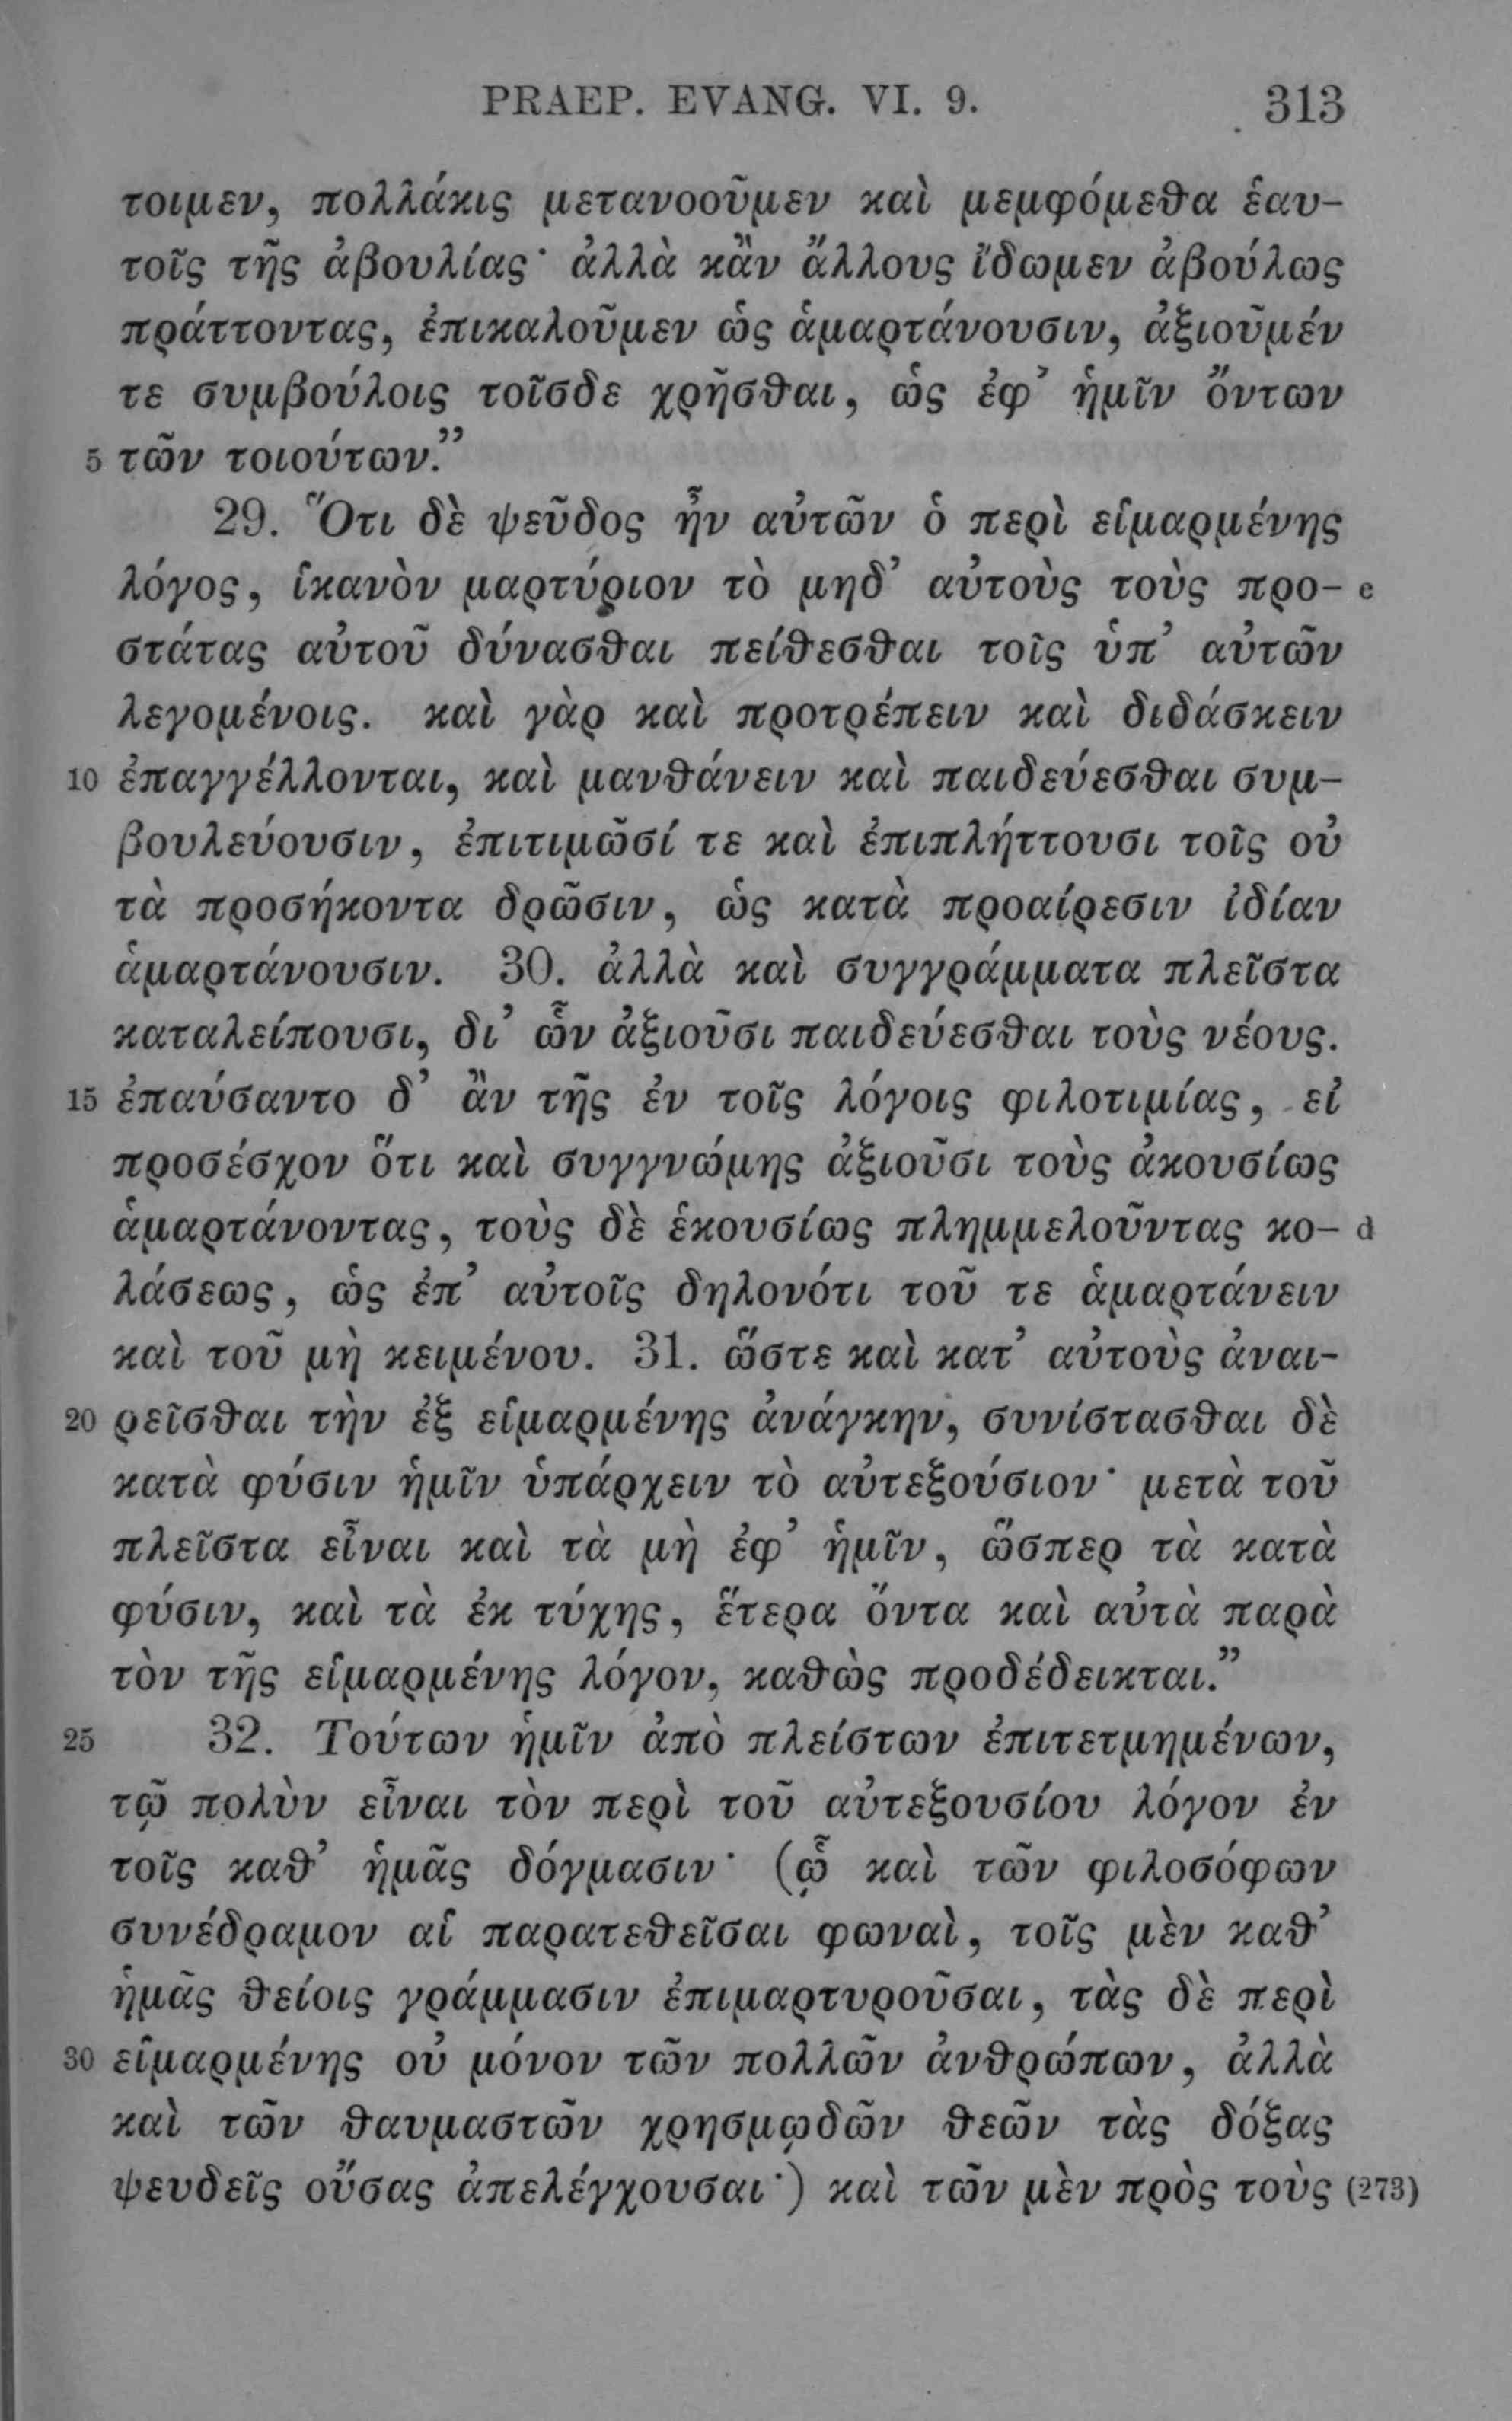 PRAEP. EVANG. VI. 9. 313
τοιμεν, πολλάκις μετανοοῦμεν καὶ μεμφόμεθα ἑαυ-
τοῖς τῆς ἀβουλίας· ἀλλὰ κἂν ἄλλους ἴδωμεν ἀβούλως
πράττοντας, ἐπικαλοῦμεν ὡς ἁμαρτάνουσιν, ἀξιοῦμέν
τε συμβούλοις τοῖσδε χρῆσθαι, ὡς ἐφ’ ἡμῖν ὄντων
5 τῶν τοιούτων.”
29. Ὅτι δὲ ψεῦδος ἦν αὐτῶν ὁ περὶ εἱμαρμένης
λόγος, ἱκανὸν μαρτύριον τὸ μηδ’ αὐτοὺς τοὺς προ- c
στάτας αὐτοῦ δύνασθαι πείθεσθαι τοῖς ὑπ’ αὐτῶν
λεγομένοις. καὶ γὰρ καὶ προτρέπειν καὶ διδάσκειν
10 ἐπαγγέλλονται, καὶ μανθάνειν καὶ παιδεύεσθαι συμ-
βουλεύουσιν, ἐπιτιμῶσί τε καὶ ἐπιπλήττουσι τοῖς οὐ
τὰ προσήκοντα δρῶσιν, ὡς κατὰ προαίρεσιν ἰδίαν
ἁμαρτάνουσιν. 30. ἀλλὰ καὶ συγγράμματα πλεῖστα
καταλείπουσι, δι’ ὧν ἀξιοῦσι παιδεύεσθαι τοὺς νέους.
15 ἐπαύσαντο δ’ ἂν τῆς ἐν τοῖς λόγοις φιλοτιμίας, εἰ
προσέσχον ὅτι καὶ συγγνώμης ἀξιοῦσι τοὺς ἀκουσίως
ἁμαρτάνοντας, τοὺς δὲ ἑκουσίως πλημμελοῦντας κο- d
λάσεως, ὡς ἐπ’ αὐτοῖς δηλονότι τοῦ τε ἁμαρτάνειν
καὶ τοῦ μὴ κειμένου. 31. ὥστε καὶ κατ’ αὐτοὺς ἀναι-
20 ρεῖσθαι τὴν ἐξ εἱμαρμένης ἀνάγκην, συνίστασθαι δὲ
κατὰ φύσιν ἡμῖν ὑπάρχειν τὸ αὐτεξούσιον· μετὰ τοῦ
πλεῖστα εἶναι καὶ τὰ μὴ ἐφ’ ἡμῖν, ὥσπερ τὰ κατὰ
φύσιν, καὶ τὰ ἐκ τύχης, ἕτερα ὄντα καὶ αὐτὰ παρὰ
τὸν τῆς εἱμαρμένης λόγον, καθὼς προδέδεικται.”
25 32. Τούτων ἡμῖν ἀπὸ πλείστων ἐπιτετμημένων,
τῷ πολὺν εἶναι τὸν περὶ τοῦ αὐτεξουσίου λόγον ἐν
τοῖς καθ’ ἡμᾶς δόγμασιν· (ᾧ καὶ τῶν φιλοσόφων
συνέδραμον αἱ παρατεθεῖσαι φωναὶ, τοῖς μὲν καθ’
ἡμᾶς θείοις γράμμασιν ἐπιμαρτυροῦσαι, τὰς δὲ περὶ
30 εἱμαρμένης οὐ μόνον τῶν πολλῶν ἀνθρώπων, ἀλλὰ
καὶ τῶν θαυμαστῶν χρησμῳδῶν θεῶν τὰς δόξας
ψευδεῖς οὔσας ἀπελέγχουσαι·) καὶ τῶν μὲν πρὸς τοὺς (273)